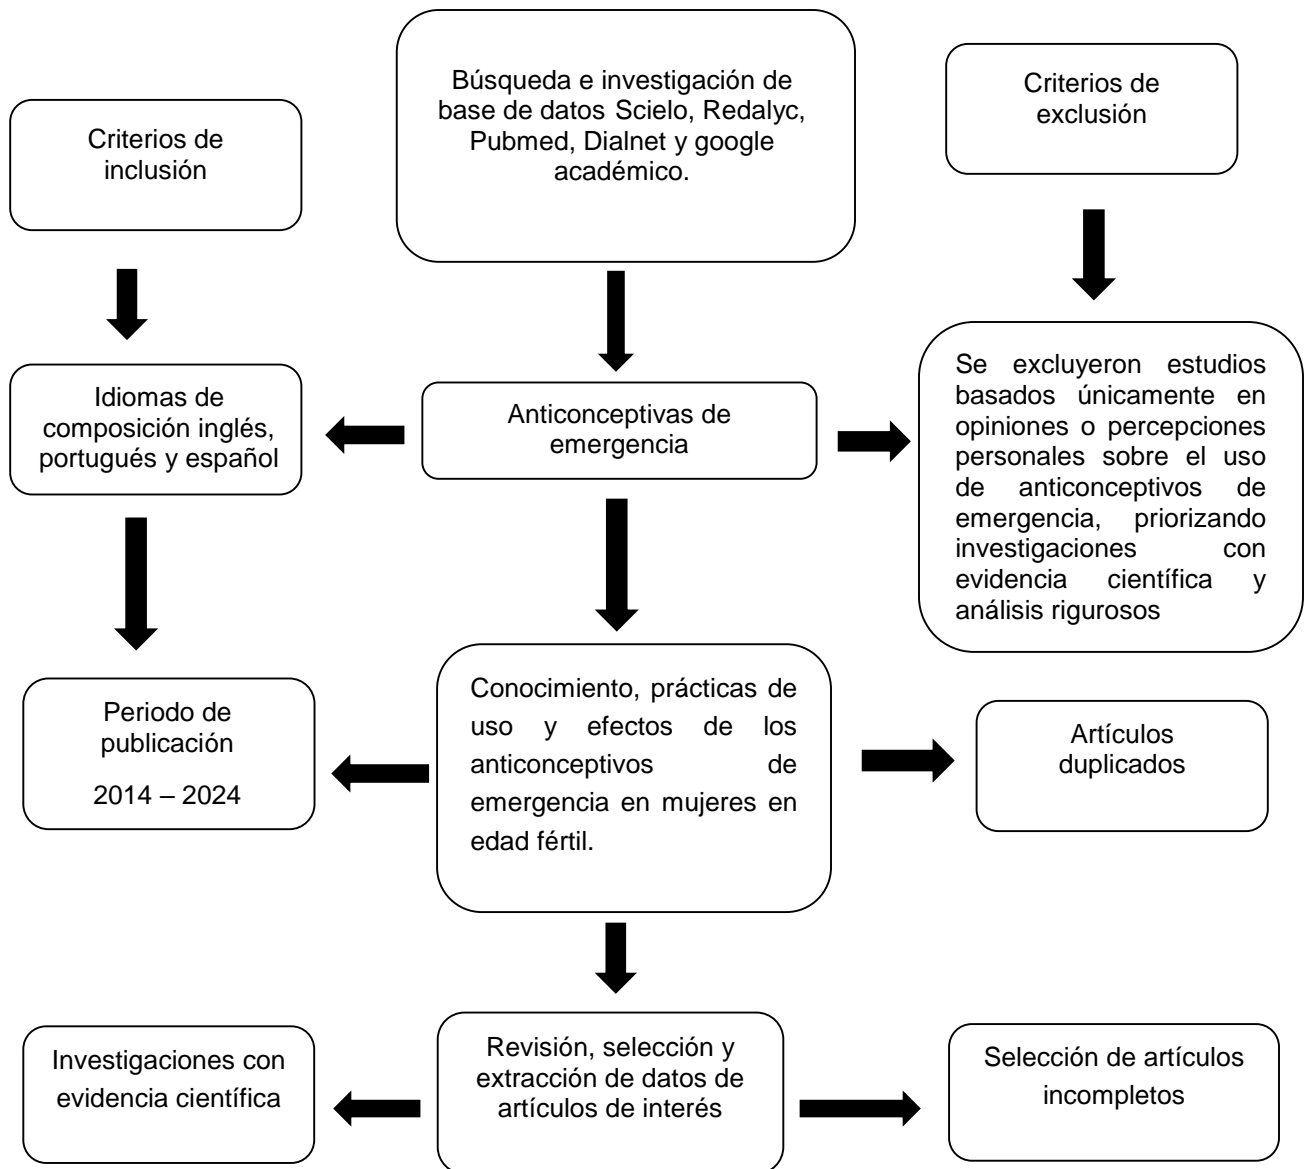 Búsqueda e investigación de
base de datos Scielo, Redalyc,
Pubmed, Dialnet y google
académico.
Criterios de
exclusión
Criterios de
inclusión
Idiomas de
composición inglés,
portugués y español
Anticonceptivas de
emergencia
Se excluyeron estudios
basados únicamente en
opiniones o percepciones
personales sobre el uso
de anticonceptivos de
emergencia, priorizando
investigaciones con
evidencia científica y
análisis rigurosos
Periodo de
publicación
2014 – 2024
Conocimiento, prácticas de
uso y efectos de los
anticonceptivos de
emergencia en mujeres en
edad fértil.
Artículos
duplicados
Investigaciones con
evidencia científica
Revisión, selección y
extracción de datos de
artículos de interés
Selección de artículos
incompletos